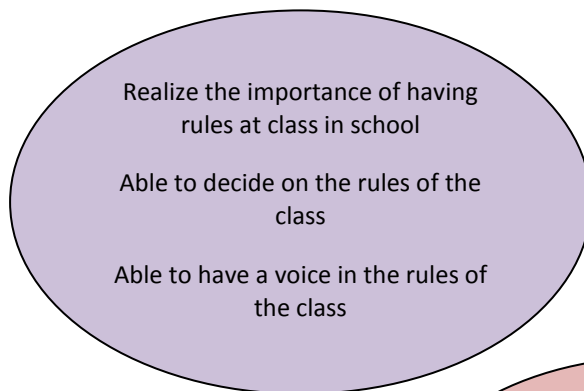 Realize the importance of having
rules at class in school
Able to decide on the rules of the
class
Able to have a voice in the rules of
the class